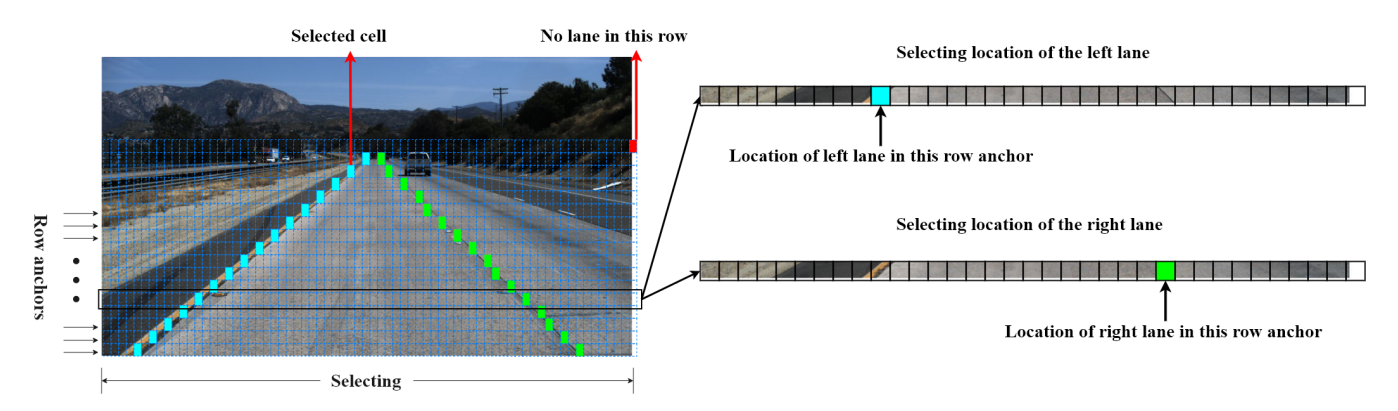 Selected cell
No lane in this row
Selecting location of the left lane
Location of left lane in this row anchor
Row anchors
Selecting location of the right lane
Location of right lane in this row anchor
Selecting